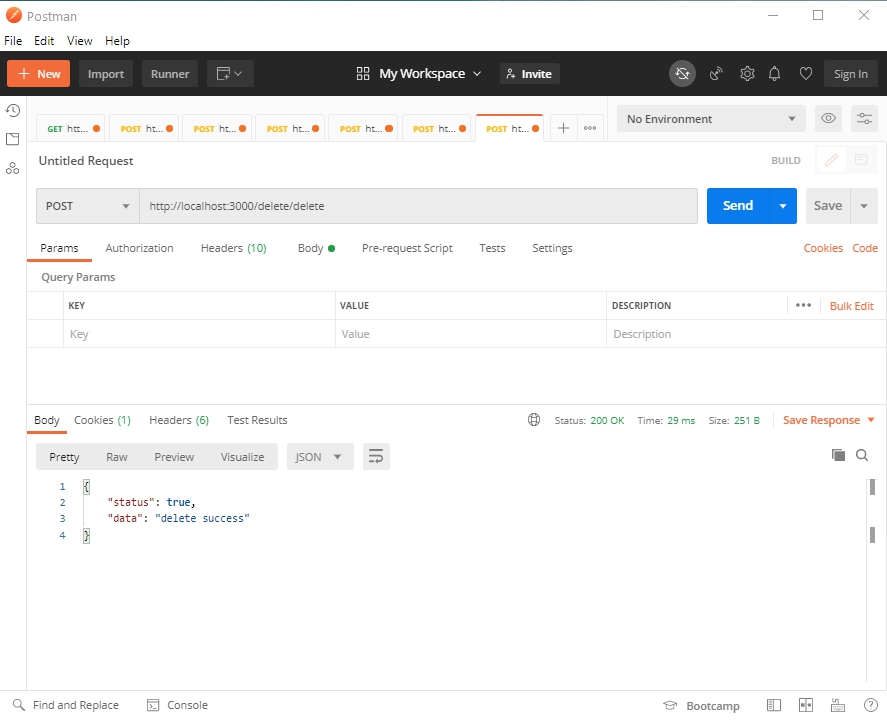 Postman
File Edit View Help
+ New Import Runner My Workspace Invite Sign In
GET htt... POST ht... POST ht... POST ht... POST ht... POST ht... POST ht... + ooo No Environment
Untitled Request BUILD
POST http://localhost:3000/delete/delete Send Save
Params Authorization Headers (10) Body Pre-request Script Tests Settings Cookies Code
Query Params
KEY VALUE DESCRIPTION ••• Bulk Edit
Key Value Description
Body Cookies (1) Headers (6) Test Results Status: 200 OK Time: 29 ms Size: 251 B Save Response
Pretty Raw Preview Visualize JSON
1 {
2 "status": true,
3 "data": "delete success"
4 }
Find and Replace Console Bootcamp